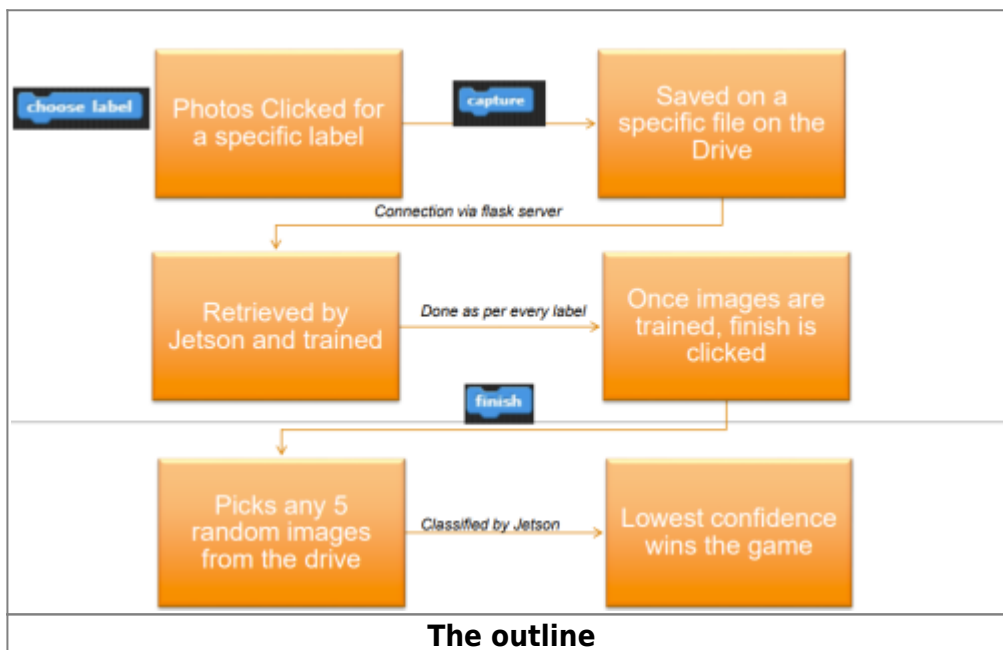 choose label
Photos Clicked for
a specific label
capture
Saved on a
specific file on the
Drive
Connection via flask server
Retrieved by
Jetson and trained
Done as per every label
Once images are
trained, finish is
clicked
finish
Picks any 5
random images
from the drive
Classified by Jetson
Lowest confidence
wins the game
The outline